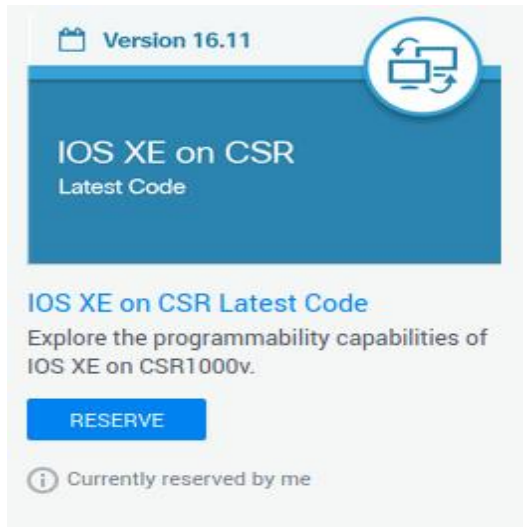 Version 16.11
IOS XE on CSR
Latest Code
IOS XE on CSR Latest Code
Explore the programmability capabilities of
IOS XE on CSR1000v.
RESERVE
Currently reserved by me